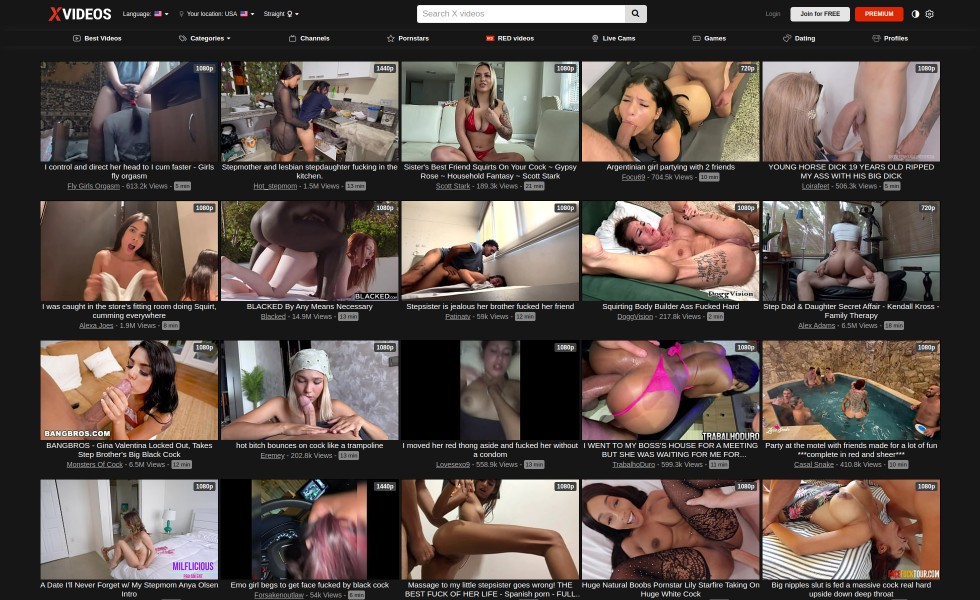 XVIDEOS
Language:
Your location: USA
Straight
Search X videos
Login
Join for FREE
PREMIUM
Best Videos
Categories
Channels
Pornstars
RED videos
Live Cams
Games
Dating
Profiles
1080p
1440p
1080p
720p
1080p
I control and direct her head to I cum faster - Girls
fly orgasm
Fly Girls Orgasm - 613.2k Views - 5 min
Stepmother and lesbian stepdaughter fucking in the
kitchen.
Hot_stepmom - 1.5M Views - 13 min
Sister's Best Friend Squirts On Your Cock ~ Gypsy
Rose ~ Household Fantasy ~ Scott Stark
Scott Stark - 189.3k Views - 21 min
Argentinian girl partying with 2 friends
Focu69 - 704.5k Views - 10 min
YOUNG HORSE DICK 19 YEARS OLD RIPPED
MY ASS WITH HIS BIG DICK
Loirafeet - 506.3k Views - 5 min
1080p
1080p
BLACKED.COM
1080p
1080p
DoggVision
720p
I was caught in the store's fitting room doing Squirt,
cumming everywhere
Alexa Joes - 1.9M Views - 8 min
BLACKED By Any Means Necessary
Blacked - 14.9M Views - 13 min
Stepsister is jealous her brother fucked her friend
Patinatv - 59k Views - 12 min
Squirting Body Builder Ass Fucked Hard
DoggVision - 217.8k Views - 2 min
Step Dad & Daughter Secret Affair - Kendall Kross -
Family Therapy
Alex Adams - 6.5M Views - 18 min
1080p
BANGBROS.COM
1080p
1080p
1080p
TRABALHODURO
1080p
BANGBROS - Gina Valentina Locked Out, Takes
Step Brother's Big Black Cock
Monsters Of Cock - 6.5M Views - 12 min
hot bitch bounces on cock like a trampoline
Eremey - 202.8k Views - 13 min
I moved her red thong aside and fucked her without
a condom
Lovesexo9 - 558.9k Views - 13 min
I WENT TO MY BOSS'S HOUSE FOR A MEETING
BUT SHE WAS WAITING FOR ME FOR...
TrabalhoDuro - 599.3k Views - 11 min
Party at the motel with friends made for a lot of fun
***complete in red and sheer***
Casal Snake - 410.8k Views - 10 min
1080p
MILFLICIOUS
1440p
1080p
1080p
1080p
A Date I'll Never Forget w/ My Stepmom Anya Olsen
Intro
Emo girl begs to get face fucked by black cock
Forsakenoutlaw - 54k Views - 6 min
Massage to my little stepsister goes wrong! THE
BEST FUCK OF HER LIFE - Spanish porn - FULL...
Huge Natural Boobs Pornstar Lily Starfire Taking On
Huge White Cock
Big nipples slut is fed a massive cock real hard
upside down deep throat